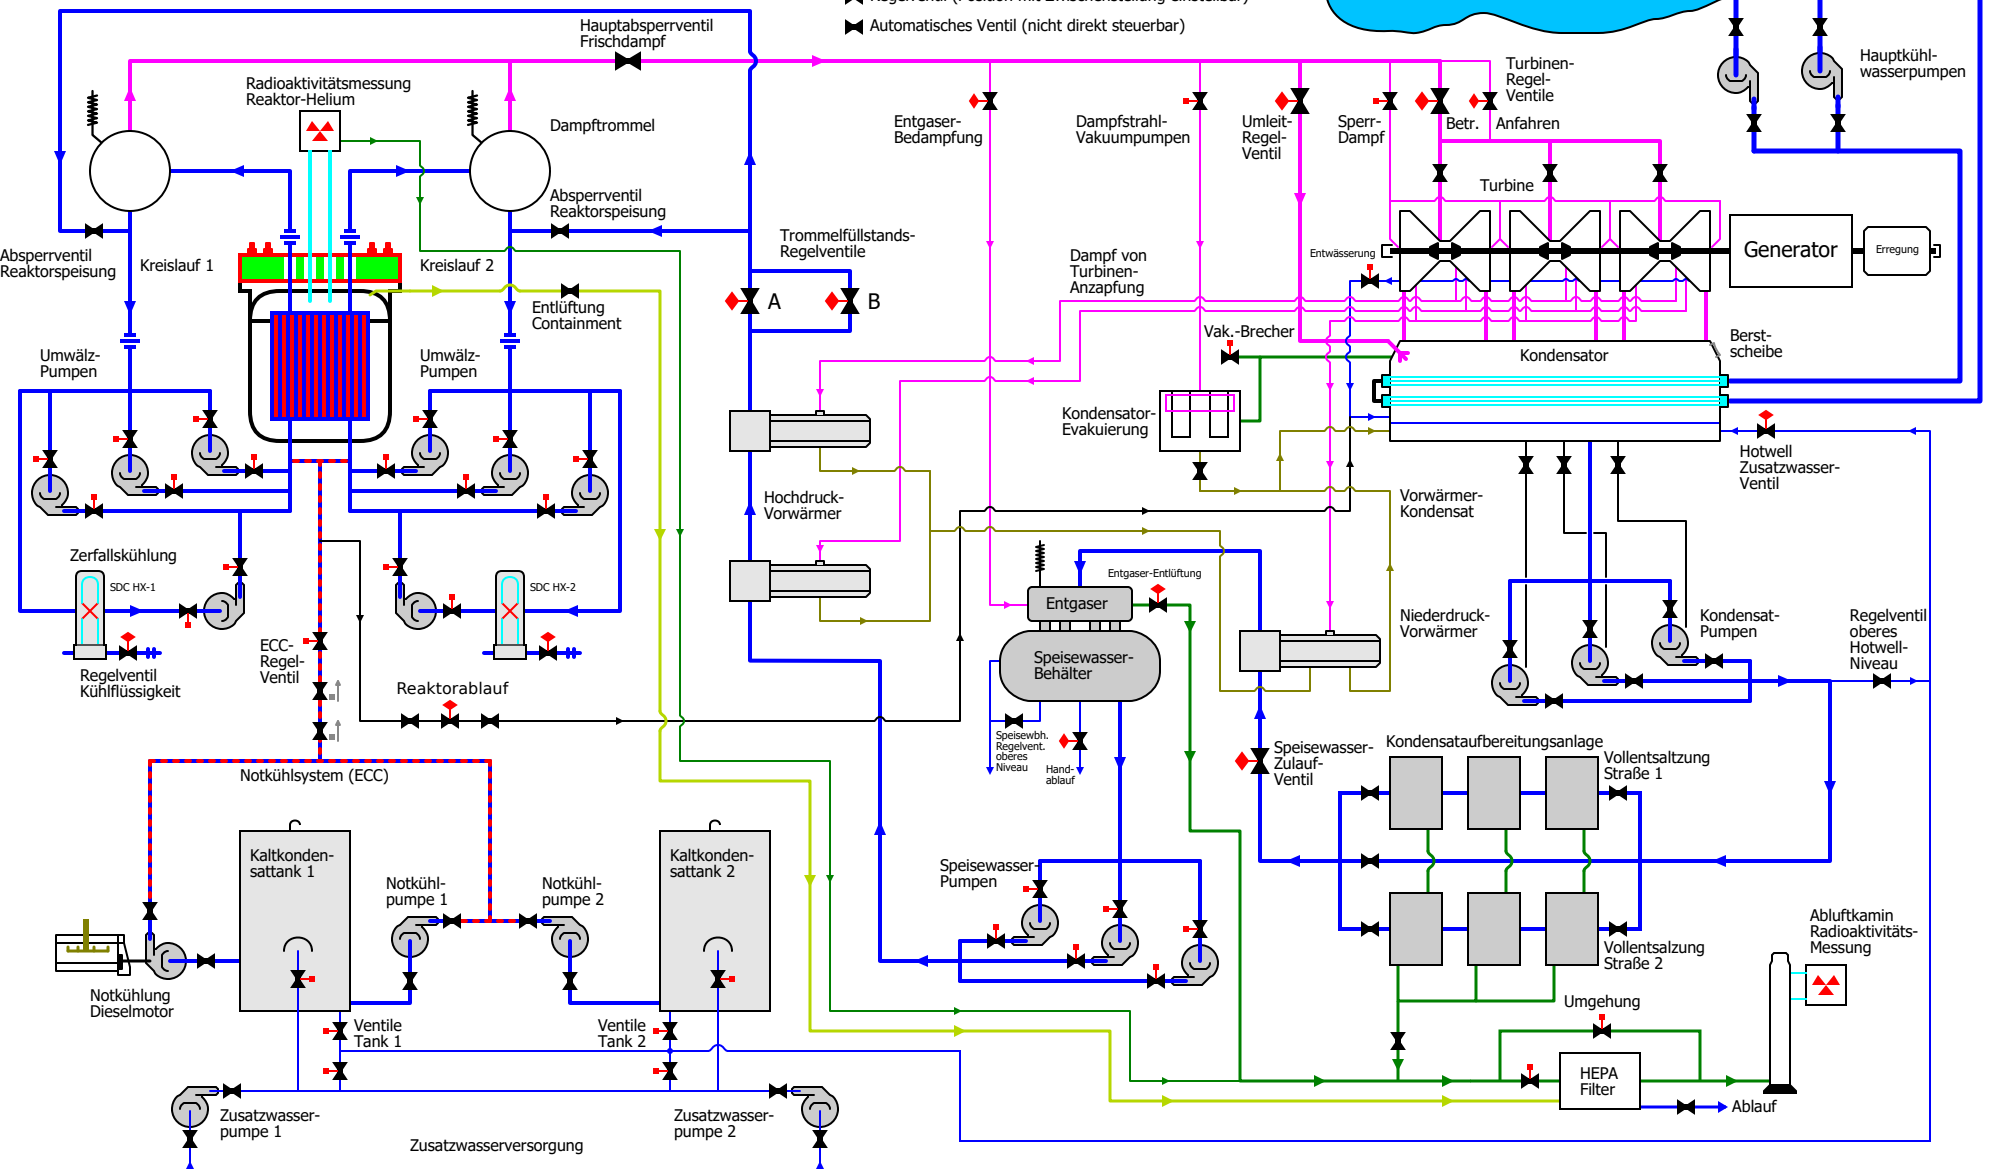 Automatisches Ventil (nicht direkt steuerbar)
Hauptabsperrventil
Frischdampf
Radioaktivitätsmessung
Reaktor-Helium
Dampftrommel
Turbinen-
Regel-
Ventile
Hauptkühl-
wasserpumpen
Entgaser-
Bedampfung
Dampfstrahl-
Vakuumpumpen
Umleit-
Regel-
Ventil
Sperr-
Dampf
Betr.
Anfahren
Turbine
Absperrventil
Reaktorspeisung
Absperrventil
Reaktorspeisung
Kreislauf 1
Kreislauf 2
Trommelfüllstands-
Regelventile
A
B
Dampf von
Turbinen-
Anzapfung
Entwässerung
Generator
Erregung
Entlüftung
Containment
Vak.-Brecher
Kondensator
Berst-
scheibe
Umwälz-
Pumpen
Umwälz-
Pumpen
Kondensator-
Evakuierung
Hotwell
Zusatzwasser-
Ventil
Hochdruck-
Vorwärmer
Vorwärmer-
Kondensat
Zerfallskühlung
SDC HX-1
SDC HX-2
Entgaser-Entlüftung
Entgaser
Niederdruck-
Vorwärmer
Kondensat-
Pumpen
Regelventil
oberes
Hotwell-
Niveau
ECC-
Regel-
Ventil
Speisewasser-
Behälter
Regelventil
Kühlflüssigkeit
Reaktorablauf
Speisewbh.
Regelvent.
oberes
Niveau
Hand-
ablauf
Speisewasser-
Zulauf-
Ventil
Kondensataufbereitungsanlage
Vollentsaltzung
Straße 1
Notkühlsystem (ECC)
Kaltkonden-
sattank 1
Kaltkonden-
sattank 2
Notkühl-
pumpe 1
Notkühl-
pumpe 2
Speisewasser-
Pumpen
Vollentsalzung
Straße 2
Abluftkamin
Radioaktivitäts-
Messung
Notkühlung
Dieselmotor
Ventile
Tank 1
Ventile
Tank 2
Umgehung
HEPA
Filter
Ablauf
Zusatzwasser-
pumpe 1
Zusatzwasser-
pumpe 2
Zusatzwasserversorgung